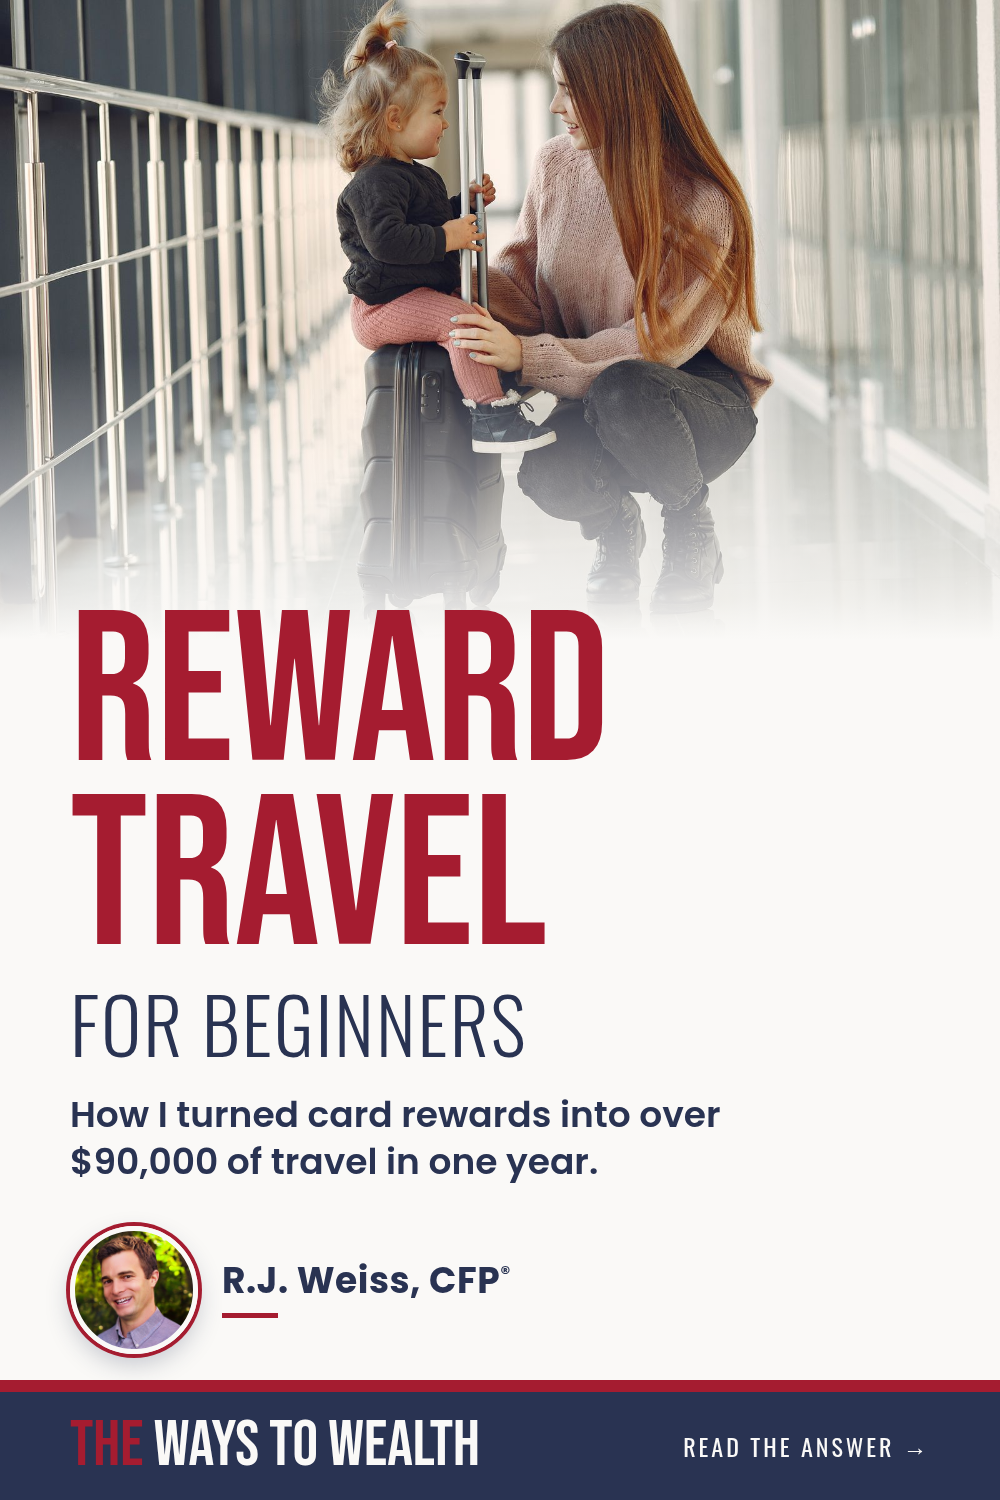 REWARD
TRAVEL
FOR BEGINNERS
How I turned card rewards into over
$90,000 of travel in one year.
R.J. Weiss, CFP®
THE WAYS TO WEALTH
READ THE ANSWER →